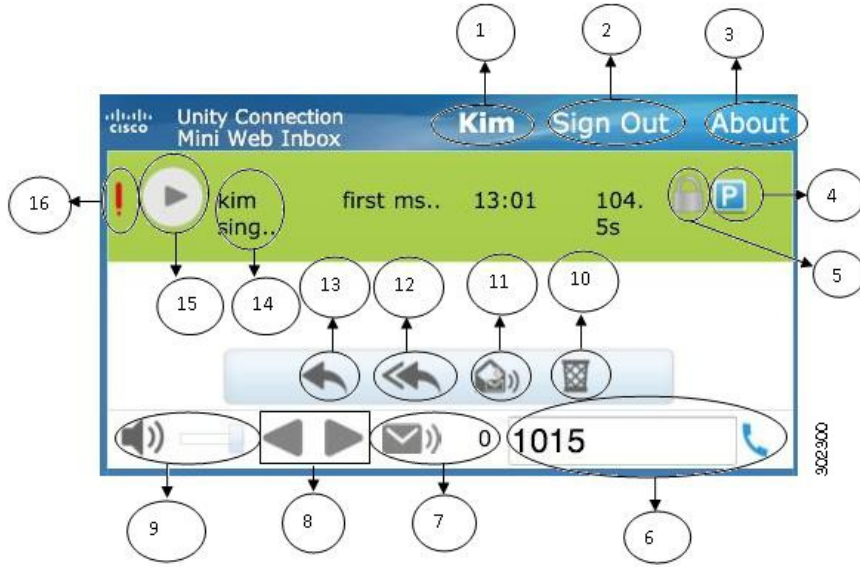 1
2
3
CISCO
Unity Connection
Mini Web Inbox
Kim
Sign Out
About
16
!
kim
sing..
first ms..
13:01
104.
5s
P
4
5
15
14
13
12
11
10
0
1015
302300
9
8
7
6